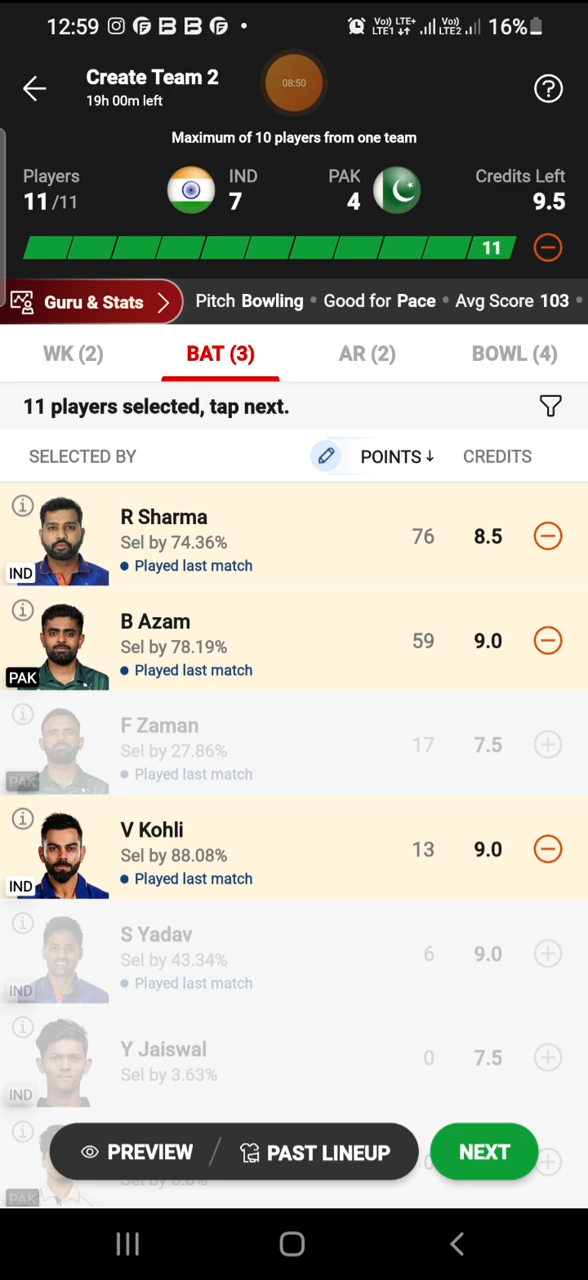 12:59
Vo) LTE+ LTE1 Vo) LTE2 16%
Create Team 2
19h 00m left
08:50
?
Maximum of 10 players from one team
Players IND PAK Credits Left
11/11 7 4 9.5
11
Guru & Stats Pitch Bowling • Good for Pace • Avg Score 103 •
WK (2) BAT (3) AR (2) BOWL (4)
11 players selected, tap next.
SELECTED BY POINTS↓ CREDITS
R Sharma
Sel by 74.36% 76 8.5
Played last match
IND
B Azam
Sel by 78.19% 59 9.0
Played last match
PAK
F Zaman
Sel by 27.86% 17 7.5
Played last match
PAK
V Kohli
Sel by 88.08% 13 9.0
Played last match
IND
S Yadav
Sel by 43.34% 6 9.0
Played last match
IND
Y Jaiswal
Sel by 3.63% 0 7.5
IND
PREVIEW / PAST LINEUP NEXT
PAK